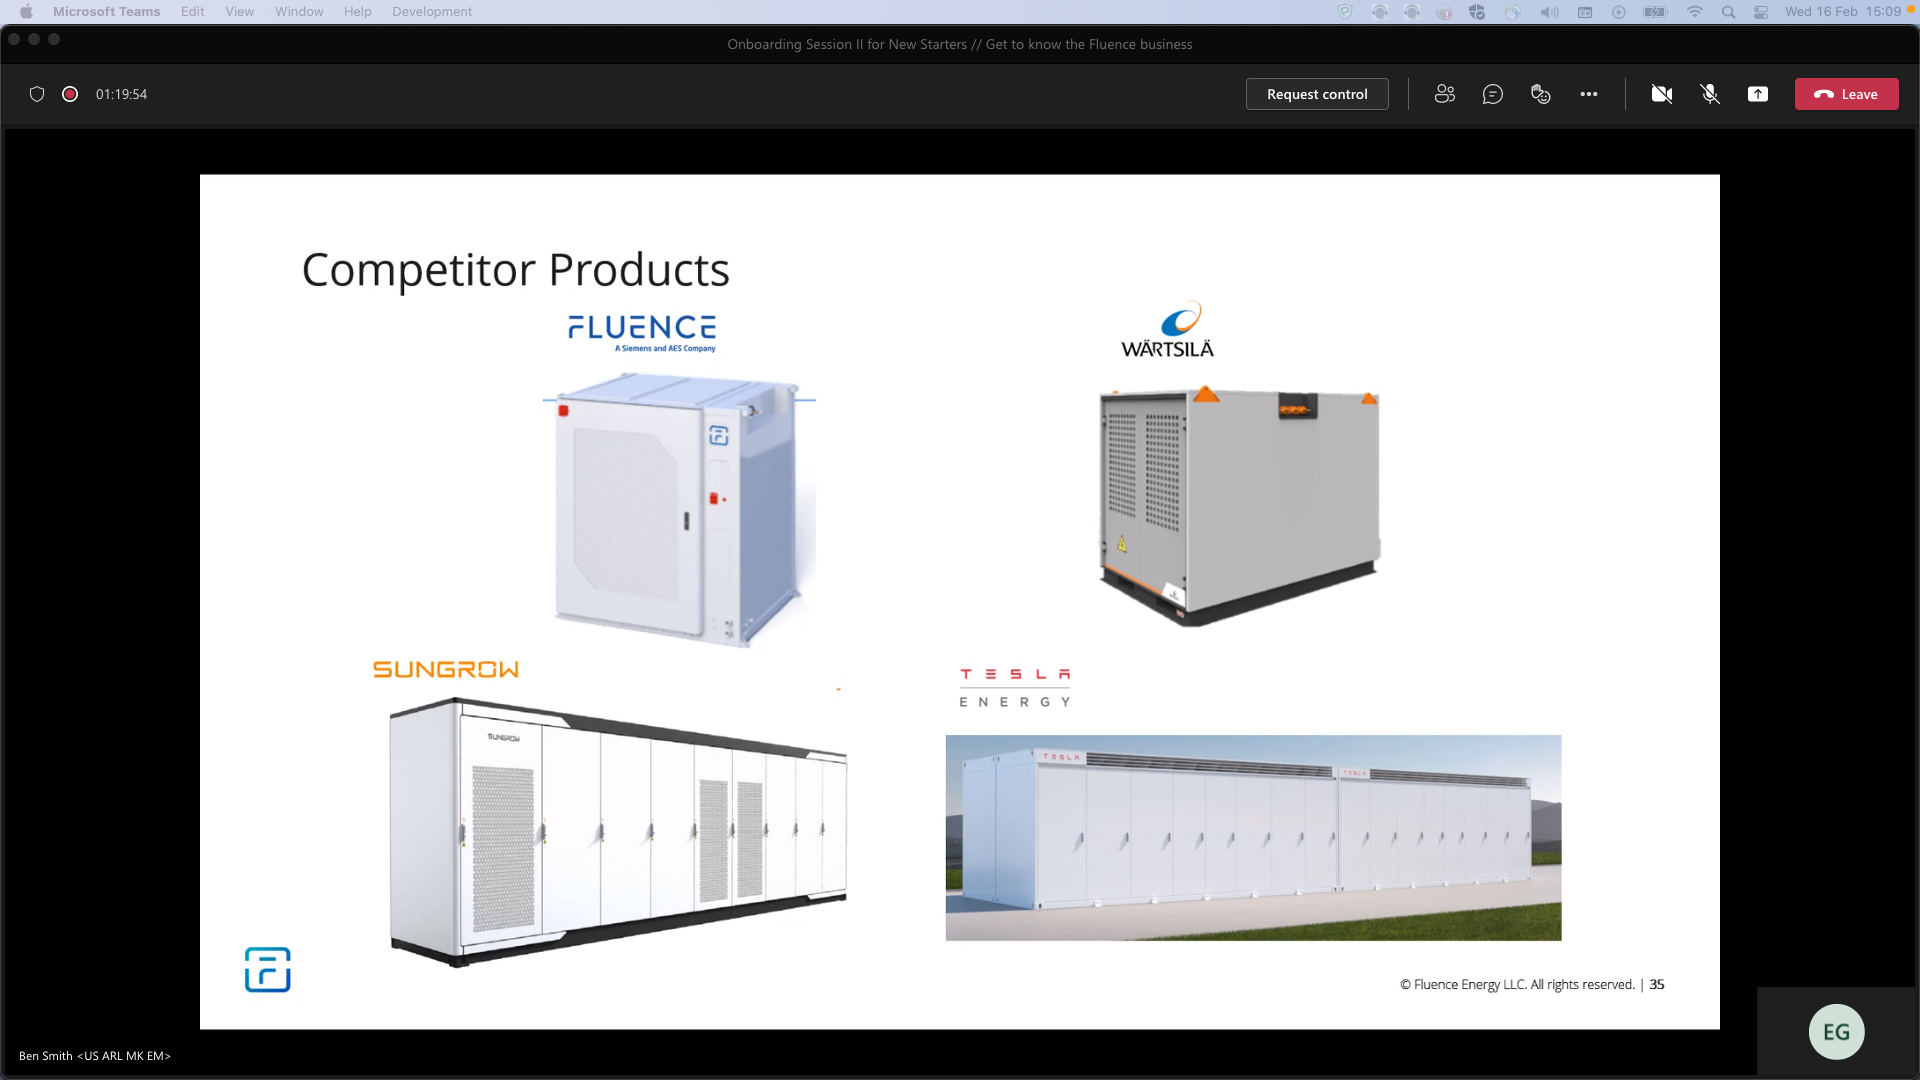 Microsoft Teams Edit View Window Help Development Wed 16 Feb 15:09
Onboarding Session II for New Starters // Get to know the Fluence business
01:19:54 Request control Leave
Competitor Products
FLUENCE
A Siemens and AES Company
WÄRTSILÄ
SUNGROW
SUNGROW
TESLA
ENERGY
TESLA
TESLA
© Fluence Energy LLC. All rights reserved. | 35
EG
Ben Smith <US ARL MK EM>